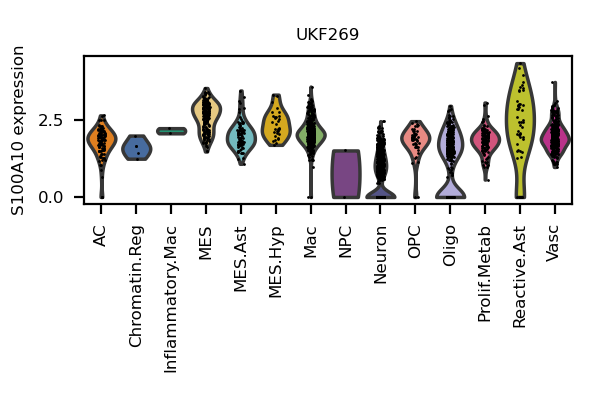 UKF269
S100A10 expression
2.5
0.0
AC
Chromatin.Reg
Inflammatory.Mac
MES
MES.Ast
MES.Hyp
Mac
NPC
Neuron
OPC
Oligo
Prolif.Metab
Reactive.Ast
Vasc